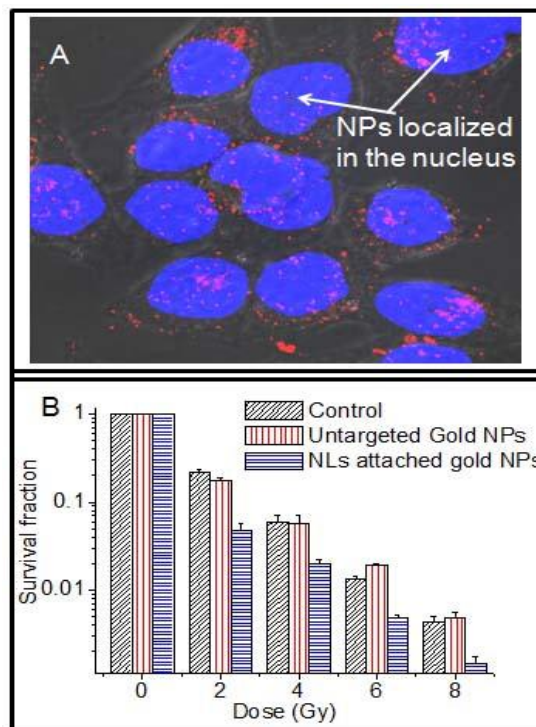 A
NPs localized
in the nucleus
B
Control
Untargeted Gold NPs
NLs attached gold NPs
1
0.1
0.01
Survival fraction
0 2 4 6 8
Dose (Gy)